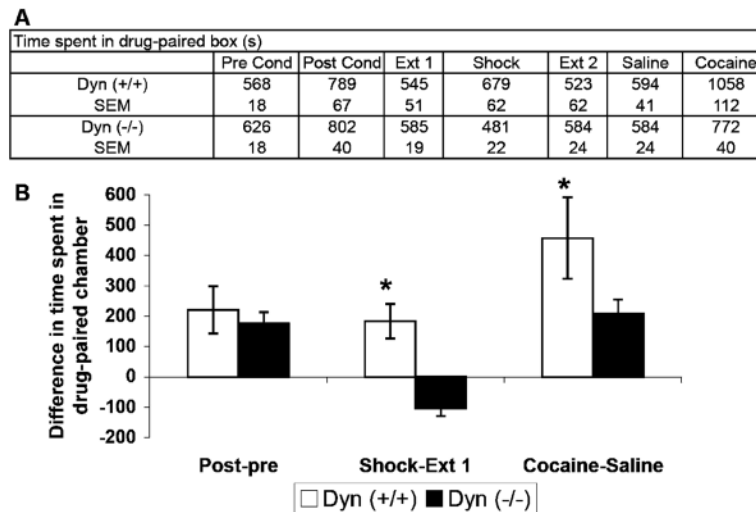 A
Time spent in drug-paired box (s)
Pre Cond Post Cond Ext 1 Shock Ext 2 Saline Cocaine
Dyn (+/+) 568 789 545 679 523 594 1058
SEM 18 67 51 62 62 41 112
Dyn (-/-) 626 802 585 481 584 584 772
SEM 18 40 19 22 24 24 40
B
Difference in time spent in
drug-paired chamber
600
500
400
300
200
100
0
-100
-200
*
*
Post-pre Shock-Ext 1 Cocaine-Saline
Dyn (+/+) Dyn (-/-)